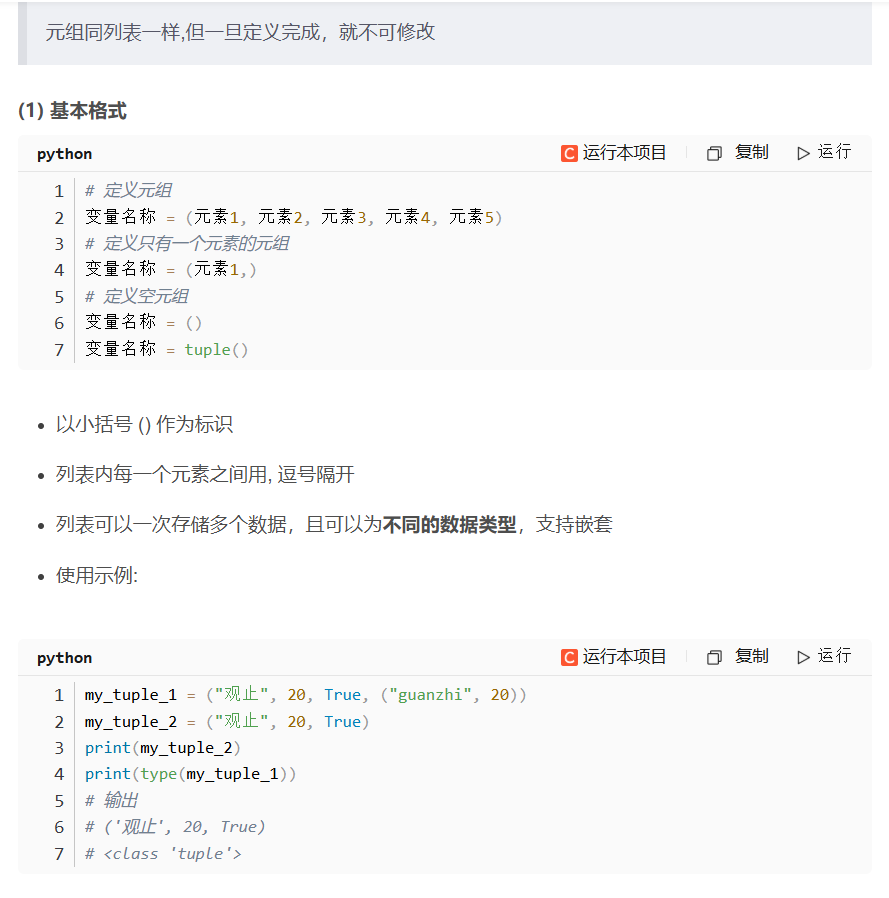 元组同列表一样,但一旦定义完成，就不可修改
(1) 基本格式
python C 运行本项目 复制 运行
1 # 定义元组
2 变量名称 = (元素1, 元素2, 元素3, 元素4, 元素5)
3 # 定义只有一个元素的元组
4 变量名称 = (元素1,)
5 # 定义空元组
6 变量名称 = ()
7 变量名称 = tuple()
• 以小括号 () 作为标识
• 列表内每一个元素之间用, 逗号隔开
• 列表可以一次存储多个数据，且可以为不同的数据类型，支持嵌套
• 使用示例:
python C 运行本项目 复制 运行
1 my_tuple_1 = ("观止", 20, True, ("guanzhi", 20))
2 my_tuple_2 = ("观止", 20, True)
3 print(my_tuple_2)
4 print(type(my_tuple_1))
5 # 输出
6 # ('观止', 20, True)
7 # <class 'tuple'>